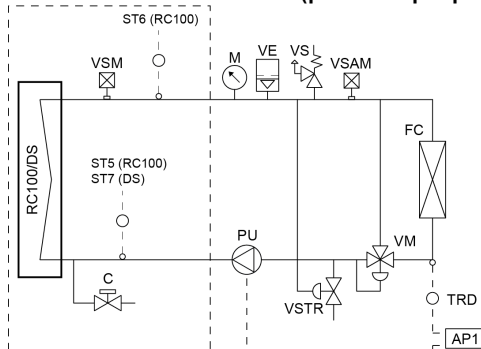 ST6 (RC100)
VSM
M
VE
VS
VSAM
FC
RC100/DS
ST5 (RC100)
ST7 (DS)
PU
VM
C
VSTR
TRD
AP1